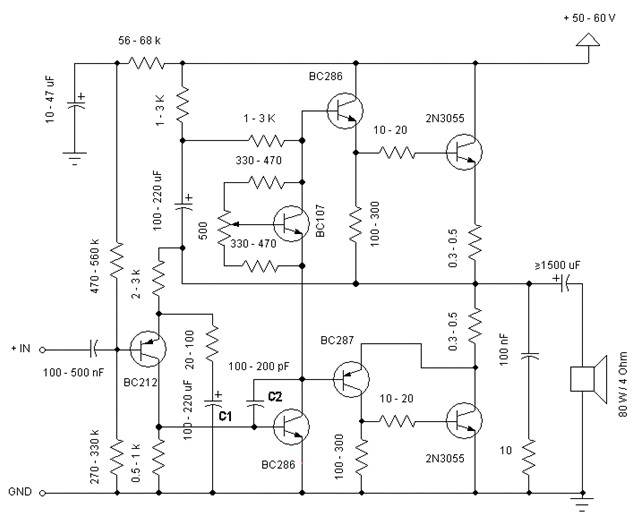 + 50 - 60 V
56 - 68 k
BC286
10 - 47 uF
+
1 - 3 K
1 - 3 K
10 - 20
2N3055
330 - 470
100 - 220 uF
+
500
BC107
330 - 470
100 - 300
0.3 - 0.5
470 - 560 k
2 - 3 k
≥1500 uF
+
+ IN
100 - 500 nF
BC212
20 - 100
100 - 200 pF
BC287
0.3 - 0.5
100 nF
80 W / 4 Ohm
100 - 220 uF
+
C1
C2
10 - 20
270 - 330 k
0.5 - 1 k
BC286
100 - 300
2N3055
10
GND